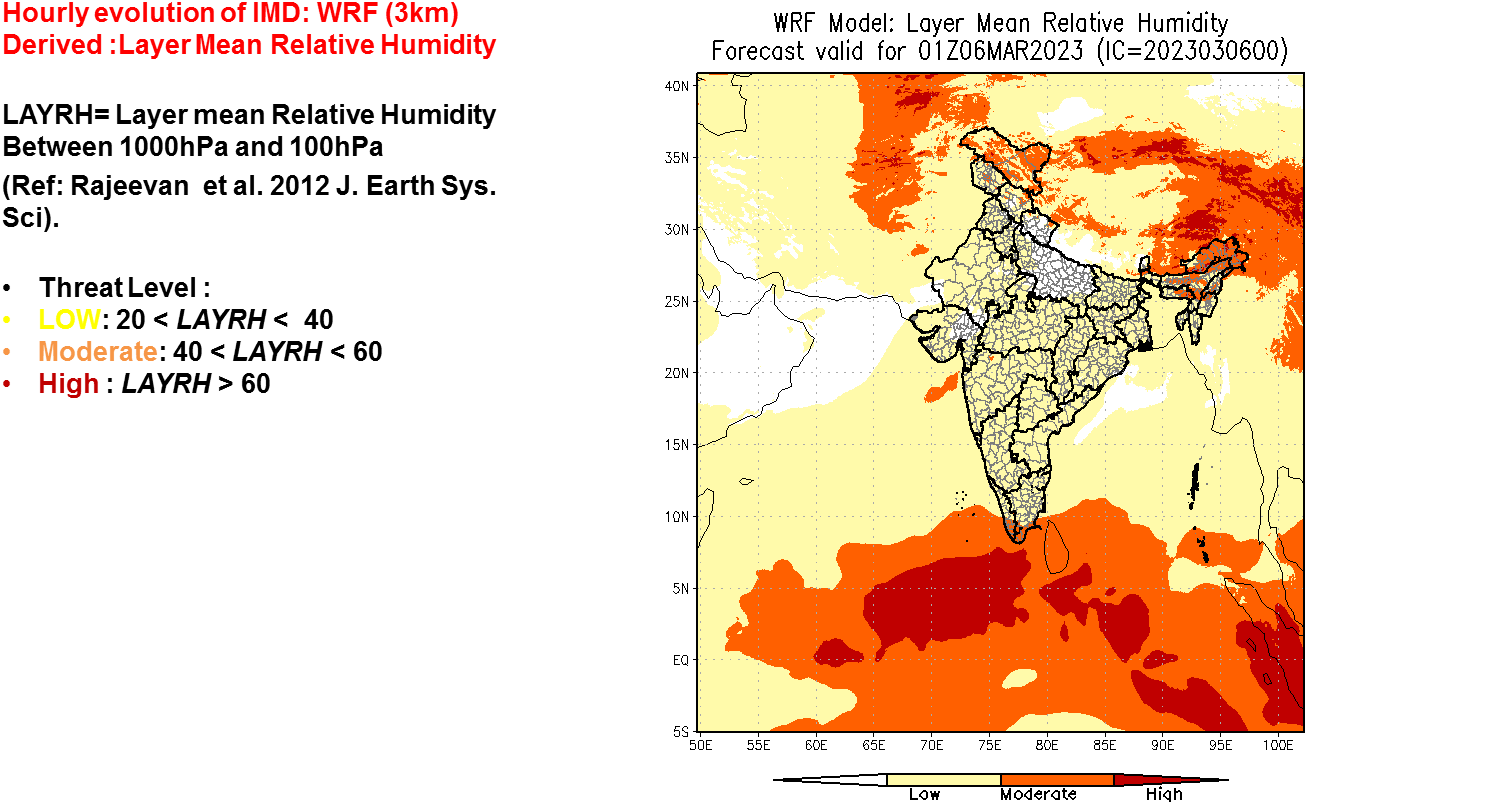 Hourly evolution of IMD: WRF (3km)
Derived :Layer Mean Relative Humidity
LAYRH= Layer mean Relative Humidity
Between 1000hPa and 100hPa
(Ref: Rajeevan et al. 2012 J. Earth Sys.
Sci).
• Threat Level :
• LOW: 20 < LAYRH < 40
• Moderate: 40 < LAYRH < 60
• High : LAYRH > 60
WRF Model: Layer Mean Relative Humidity
Forecast valid for 01Z06MAR2023 (IC=2023030600)
40N
35N
30N
25N
20N
15N
10N
5N
EQ
5S
50E 55E 60E 65E 70E 75E 80E 85E 90E 95E 100E
Low Moderate High